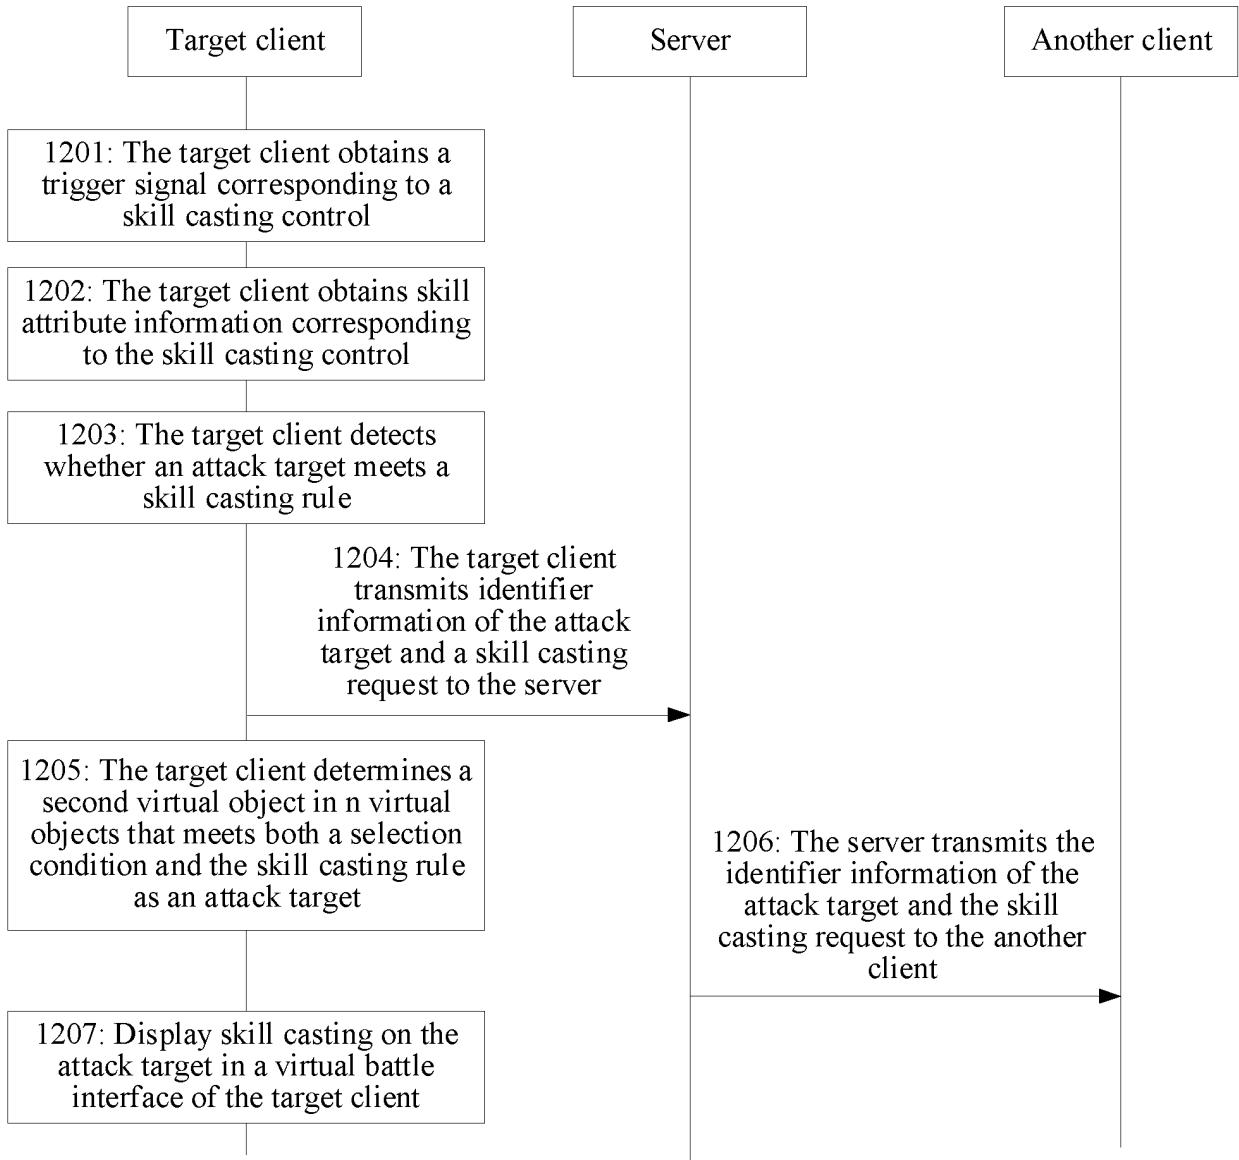 Target client
Server
Another client
1201: The target client obtains a
trigger signal corresponding to a
skill casting control
1202: The target client obtains skill
attribute information corresponding
to the skill casting control
1203: The target client detects
whether an attack target meets a
skill casting rule
1204: The target client
transmits identifier
information of the attack
target and a skill casting
request to the server
1205: The target client determines a
second virtual object in n virtual
objects that meets both a selection
condition and the skill casting rule
as an attack target
1206: The server transmits the
identifier information of the
attack target and the skill
casting request to the another
client
1207: Display skill casting on the
attack target in a virtual battle
interface of the target client